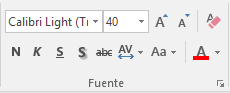 Calibri Light (Tı 40 A A A
N K S S abc AV Aa A
Fuente